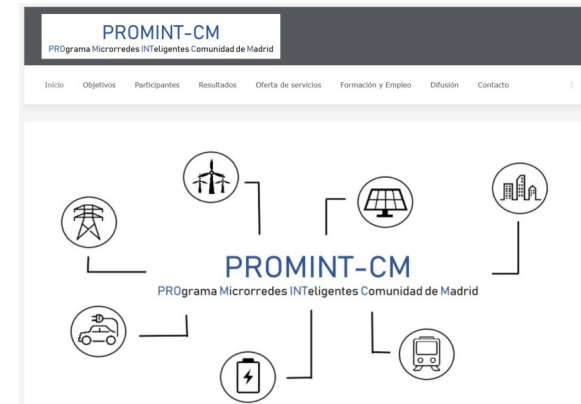 PROMINT-CM
PROgrama Microrredes INTeligentes Comunidad de Madrid
Inicio Objetivos Participantes Resultados Oferta de servicios Formación y Empleo Difusión Contacto
PROMINT-CM
PROgrama Microrredes INTeligentes Comunidad de Madrid